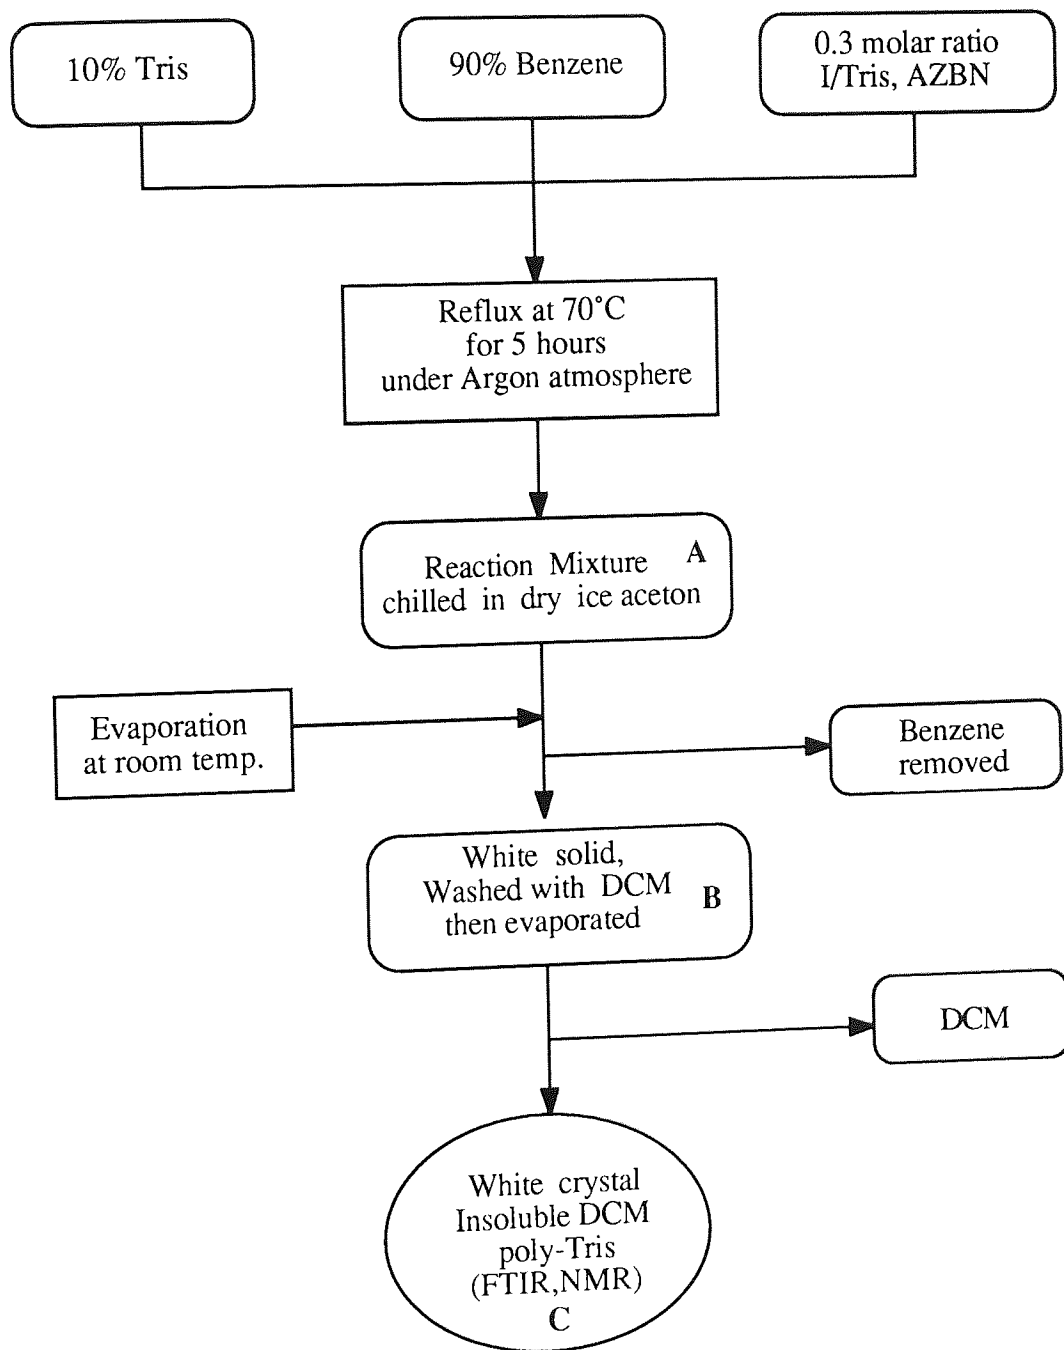 10% Tris
90% Benzene
0.3 molar ratio
I/Tris, AZBN
Reflux at 70°C
for 5 hours
under Argon atmosphere
Reaction Mixture A
chilled in dry ice aceton
Evaporation
at room temp.
Benzene
removed
White solid,
Washed with DCM B
then evaporated
DCM
White crystal
Insoluble DCM
poly-Tris
(FTIR,NMR)
C